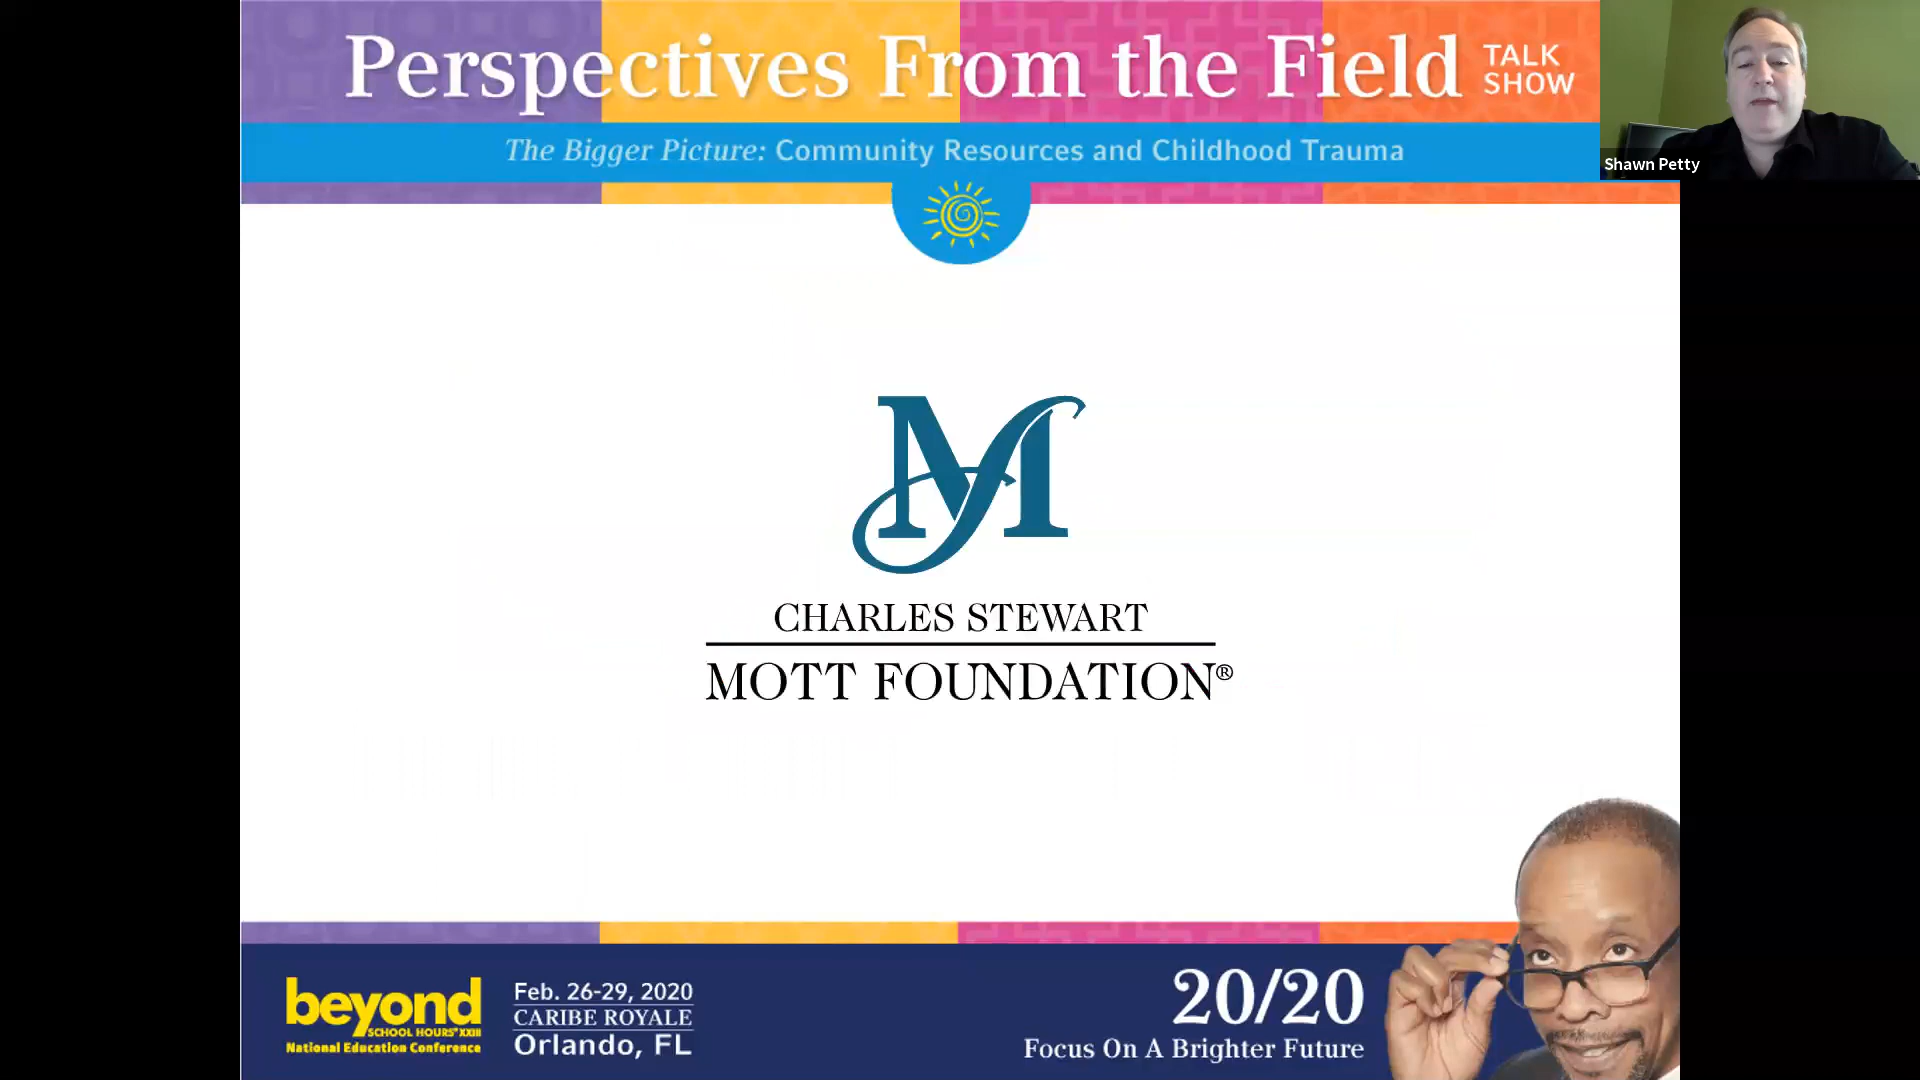 Perspectives From the Field TALK SHOW
The Bigger Picture: Community Resources and Childhood Trauma
Shawn Petty
M
CHARLES STEWART
MOTT FOUNDATION®
beyond
SCHOOL HOURS® XXIII
National Education Conference
Feb. 26-29, 2020
CARIBE ROYALE
Orlando, FL
20/20
Focus On A Brighter Future